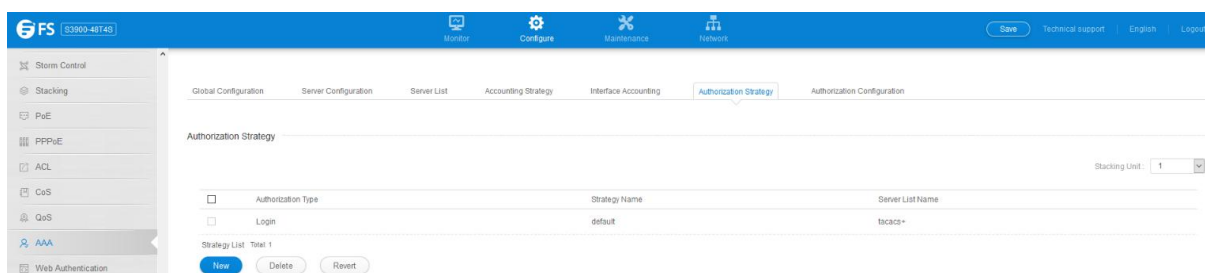 FS S3900-48T4S
Monitor Configure Maintenance Network
Save Technical support English Logout
Storm Control
Stacking
PoE
PPPoE
ACL
CoS
QoS
AAA
Web Authentication
Global Configuration Server Configuration Server List Accounting Strategy Interface Accounting Authorization Strategy Authorization Configuration
Authorization Strategy
Stacking Unit: 1
Authorization Type Strategy Name Server List Name
Login default tacacs+
Strategy List Total: 1
New Delete Revert